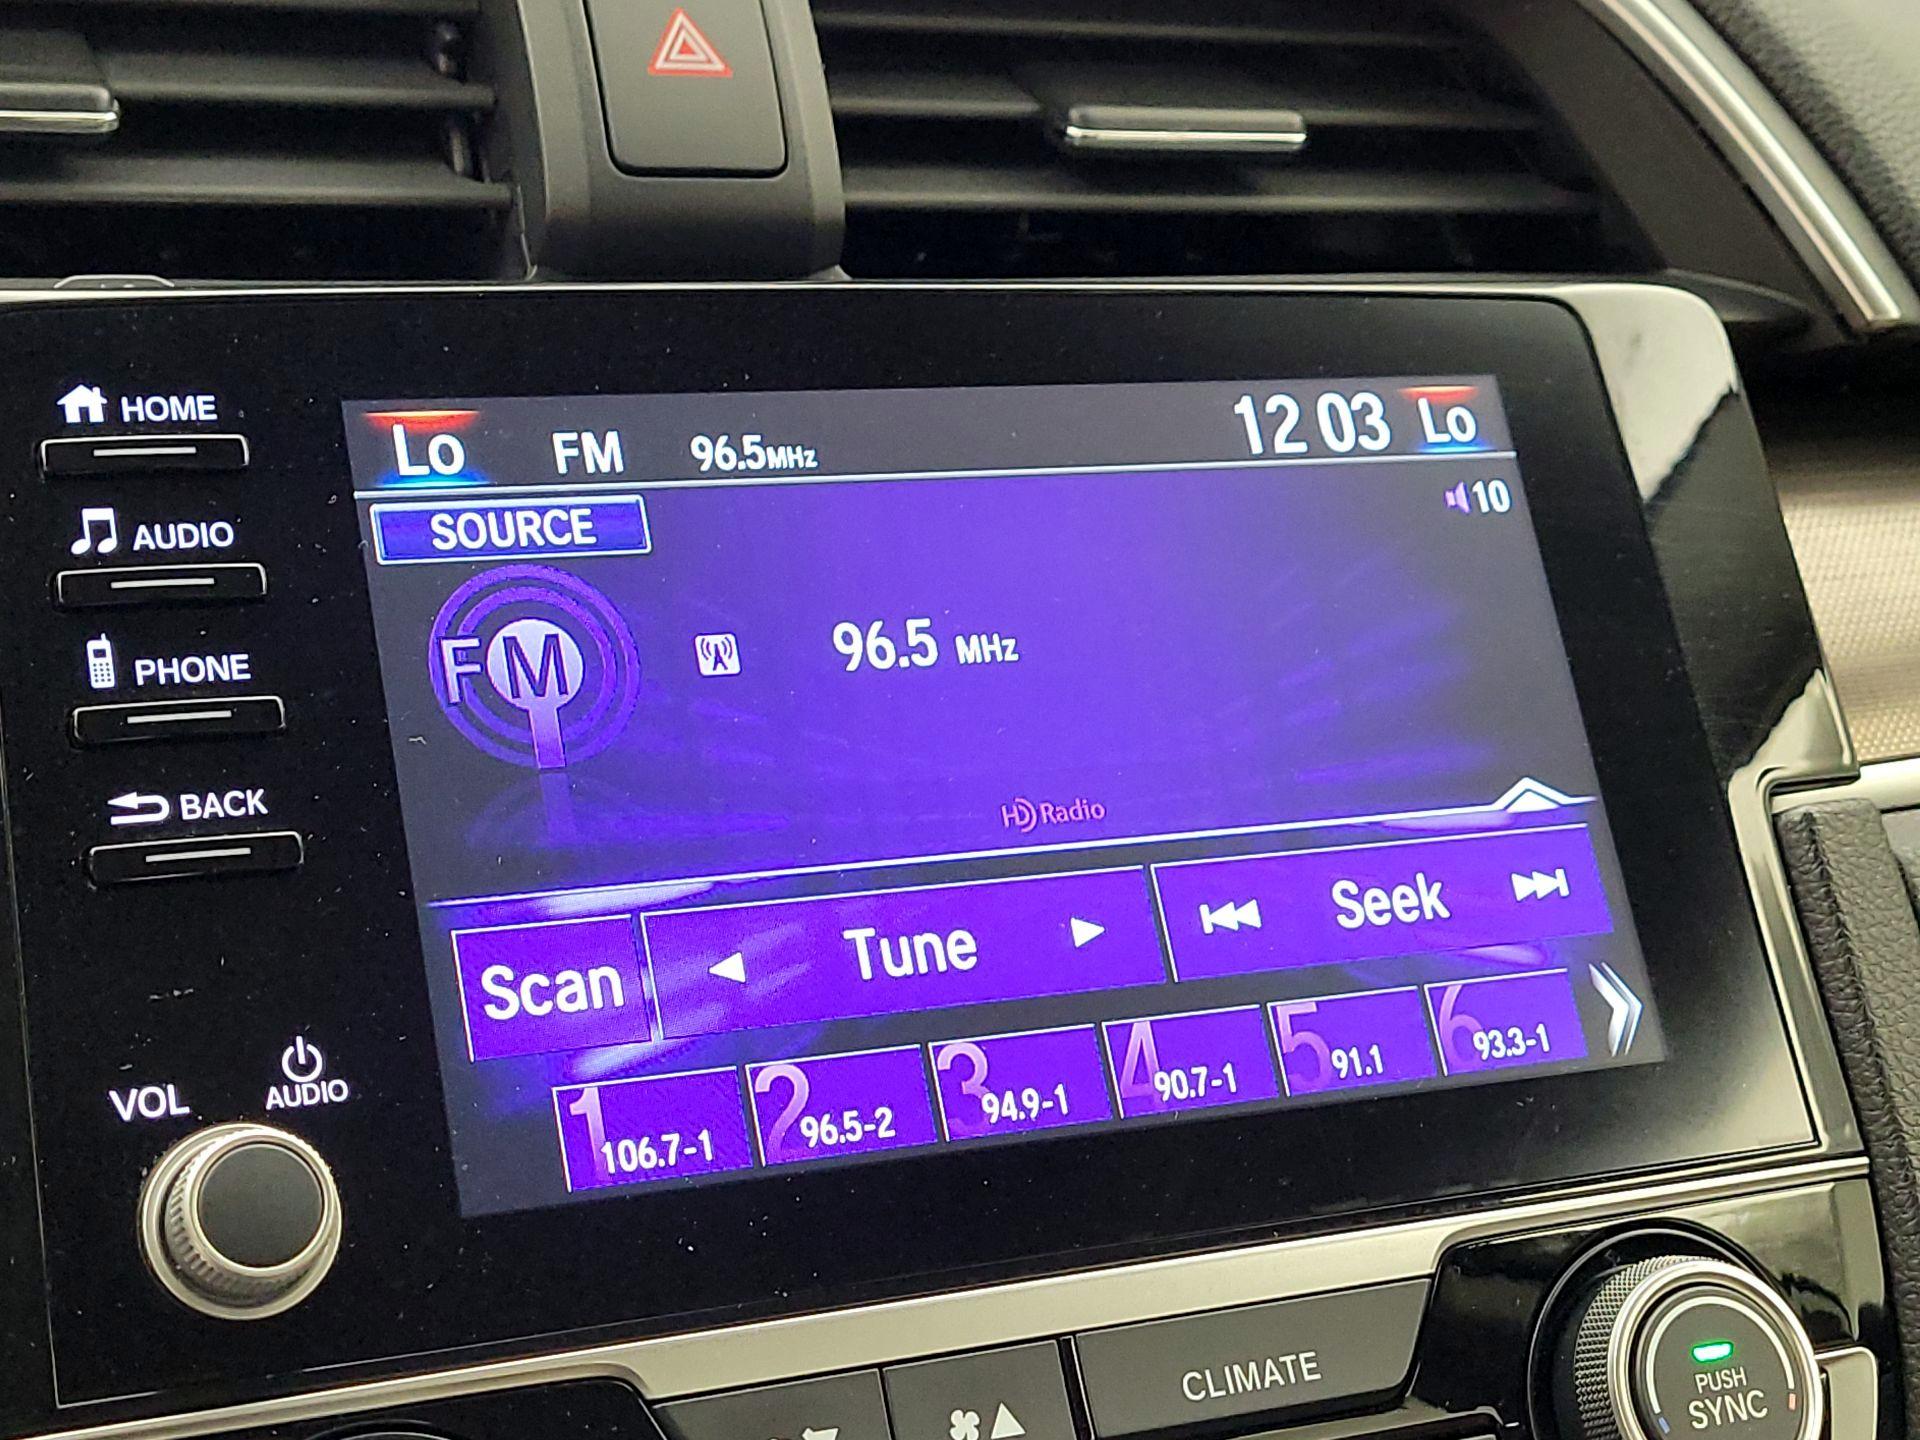 HOME
AUDIO
PHONE
BACK
VOL
AUDIO
Lo FM 96.5MHz 12 03 Lo
SOURCE
10
FM
96.5 MHz
HD Radio
Scan Tune Seek
1 106.7-1
2 96.5-2
3 94.9-1
4 90.7-1
5 91.1
6 93.3-1
CLIMATE
PUSH
SYNC